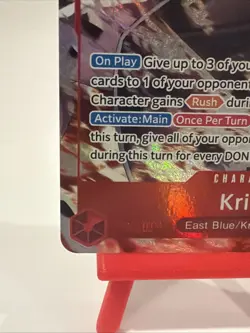 On Play Give up to 3 of you
cards to 1 of your opponent
Character gains Rush duri
Activate:Main Once Per Turn
this turn, give all of your oppon
during this turn for every DON
CHARA
Kri
East Blue/Kr